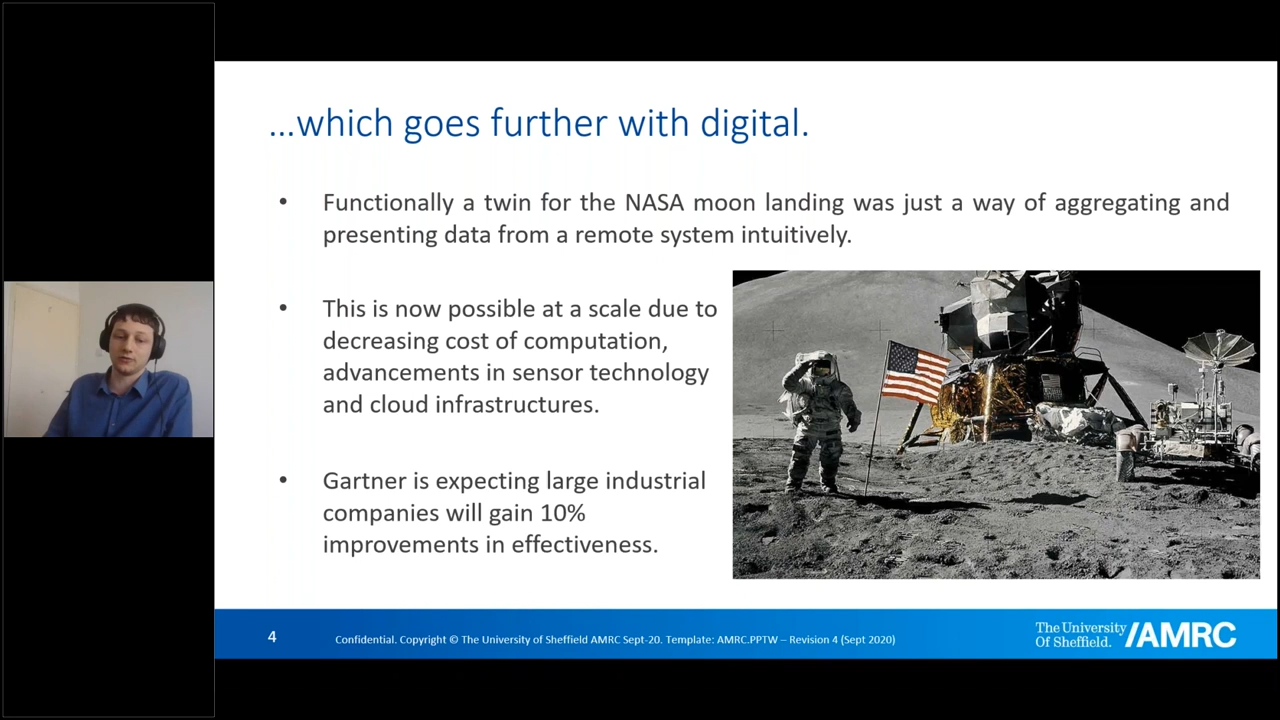 ...which goes further with digital.
• Functionally a twin for the NASA moon landing was just a way of aggregating and
presenting data from a remote system intuitively.
• This is now possible at a scale due to
decreasing cost of computation,
advancements in sensor technology
and cloud infrastructures.
• Gartner is expecting large industrial
companies will gain 10%
improvements in effectiveness.
4
Confidential. Copyright © The University of Sheffield AMRC Sept-20. Template: AMRC.PPTW – Revision 4 (Sept 2020)
The University
Of Sheffield.
AMRC